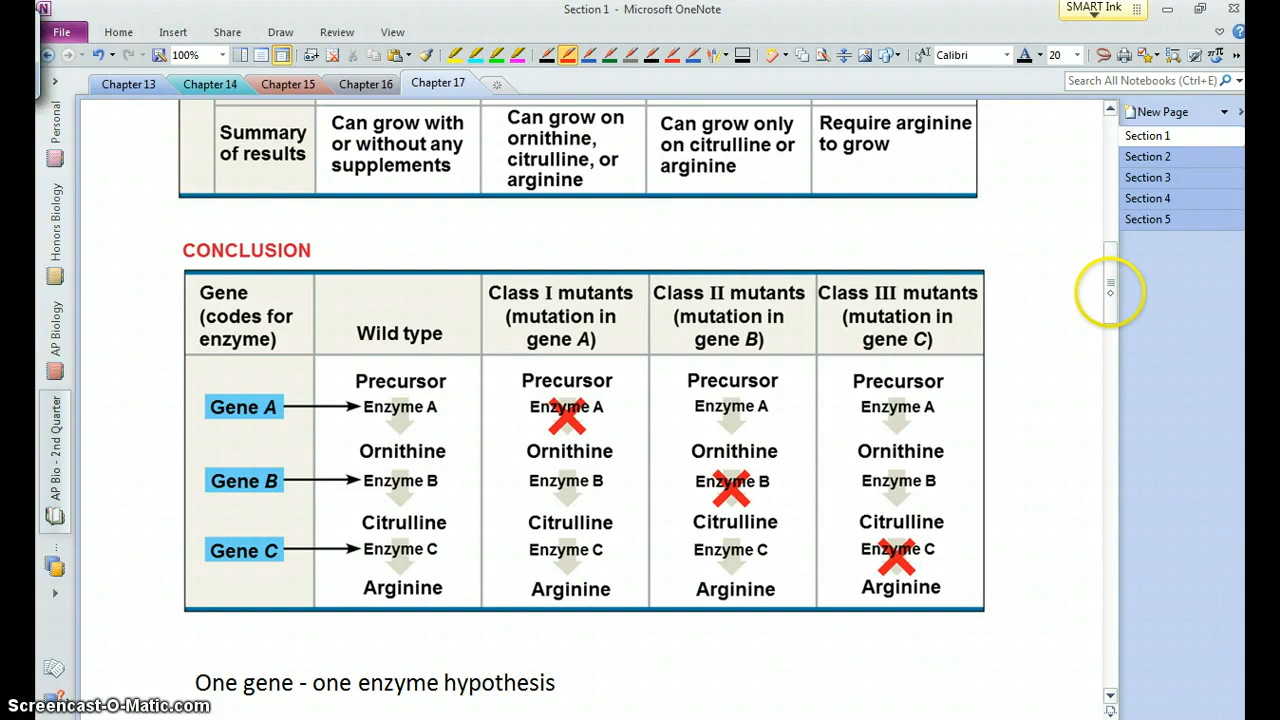 Section 1 - Microsoft OneNote
SMART Ink
File Home Insert Share Draw Review View
100% Calibri 20
Chapter 13 Chapter 14 Chapter 15 Chapter 16 Chapter 17
Search All Notebooks (Ctrl+E)
New Page
Section 1
Section 2
Section 3
Section 4
Section 5
Personal
Honors Biology
AP Biology
AP Bio - 2nd Quarter
Summary
of results
Can grow with
or without any
supplements
Can grow on
ornithine,
citrulline, or
arginine
Can grow only
on citrulline or
arginine
Require arginine
to grow
CONCLUSION
Gene
(codes for
enzyme)
Wild type
Class I mutants
(mutation in
gene A)
Class II mutants
(mutation in
gene B)
Class III mutants
(mutation in
gene C)
Precursor Precursor Precursor Precursor
Gene A Enzyme A Enzyme A Enzyme A Enzyme A
Ornithine Ornithine Ornithine Ornithine
Gene B Enzyme B Enzyme B Enzyme B Enzyme B
Citrulline Citrulline Citrulline Citrulline
Gene C Enzyme C Enzyme C Enzyme C Enzyme C
Arginine Arginine Arginine Arginine
One gene - one enzyme hypothesis
Screencast-O-Matic.com